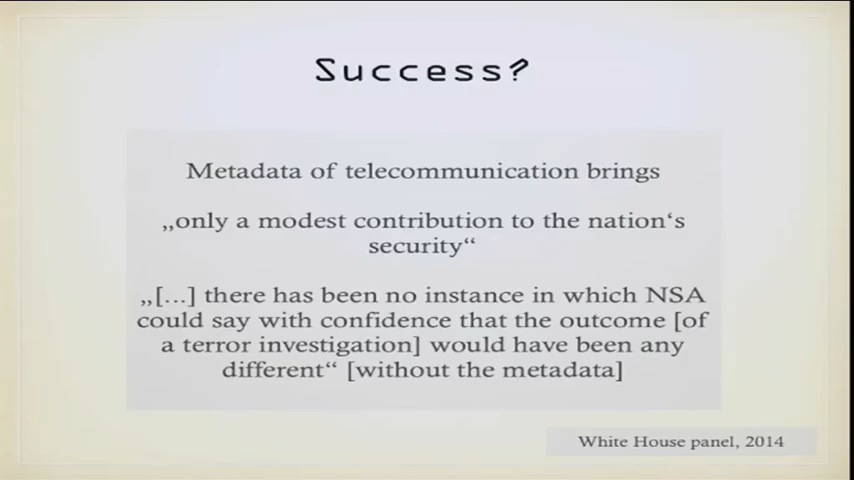 Success?
Metadata of telecommunication brings
„only a modest contribution to the nation‘s
security“
„[...] there has been no instance in which NSA
could say with confidence that the outcome [of
a terror investigation] would have been any
different“ [without the metadata]
White House panel, 2014